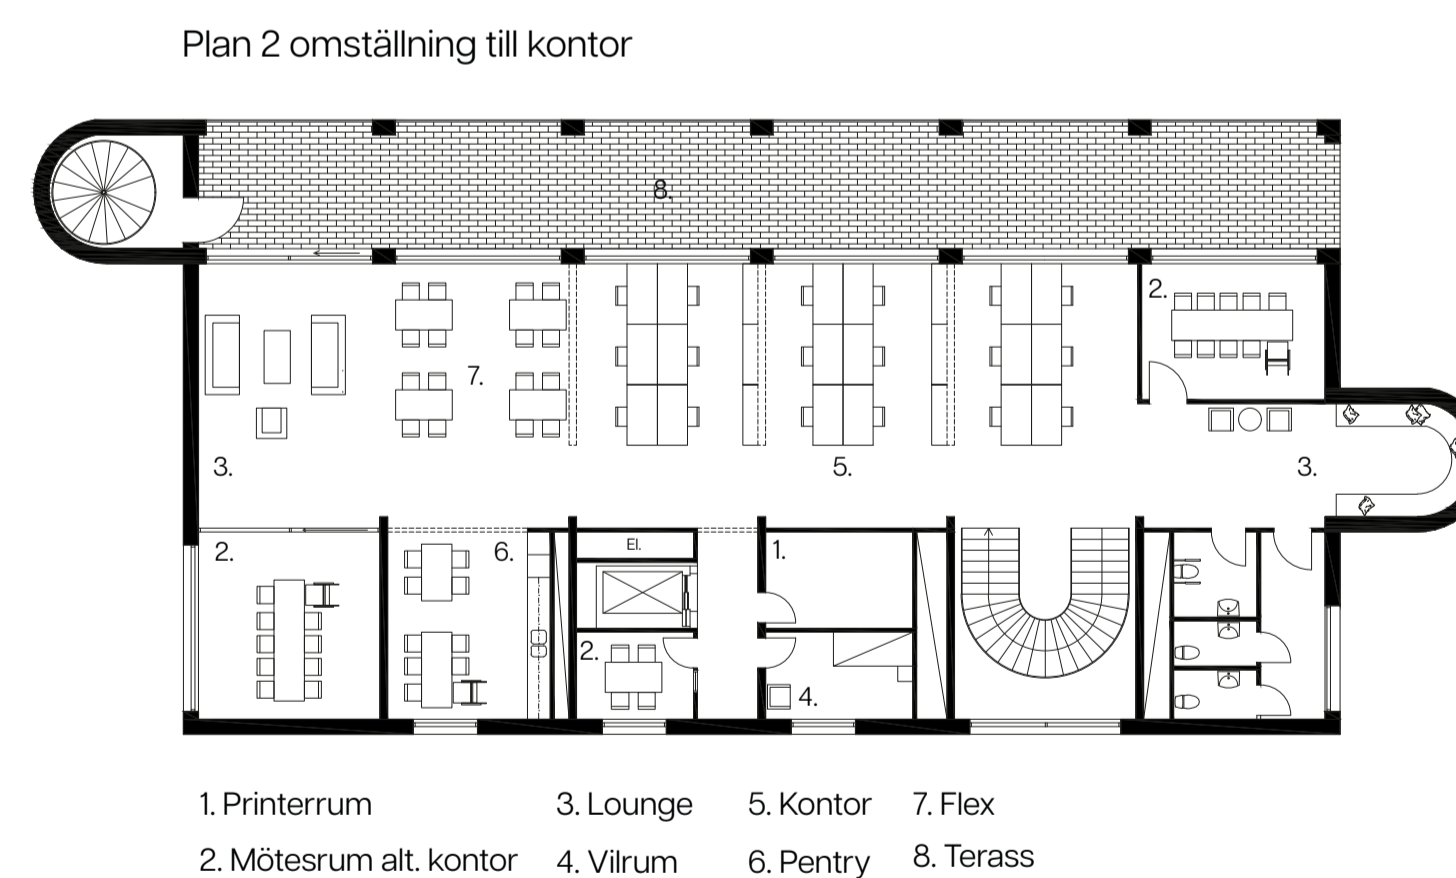 Plan 2 omställning till kontor
8.
2.
7.
3.
5.
3.
2.
6.
El.
1.
2.
4.
1. Printerrum
3. Lounge
5. Kontor
7. Flex
2. Mötesrum alt. kontor
4. Vilrum
6. Pentry
8. Terass